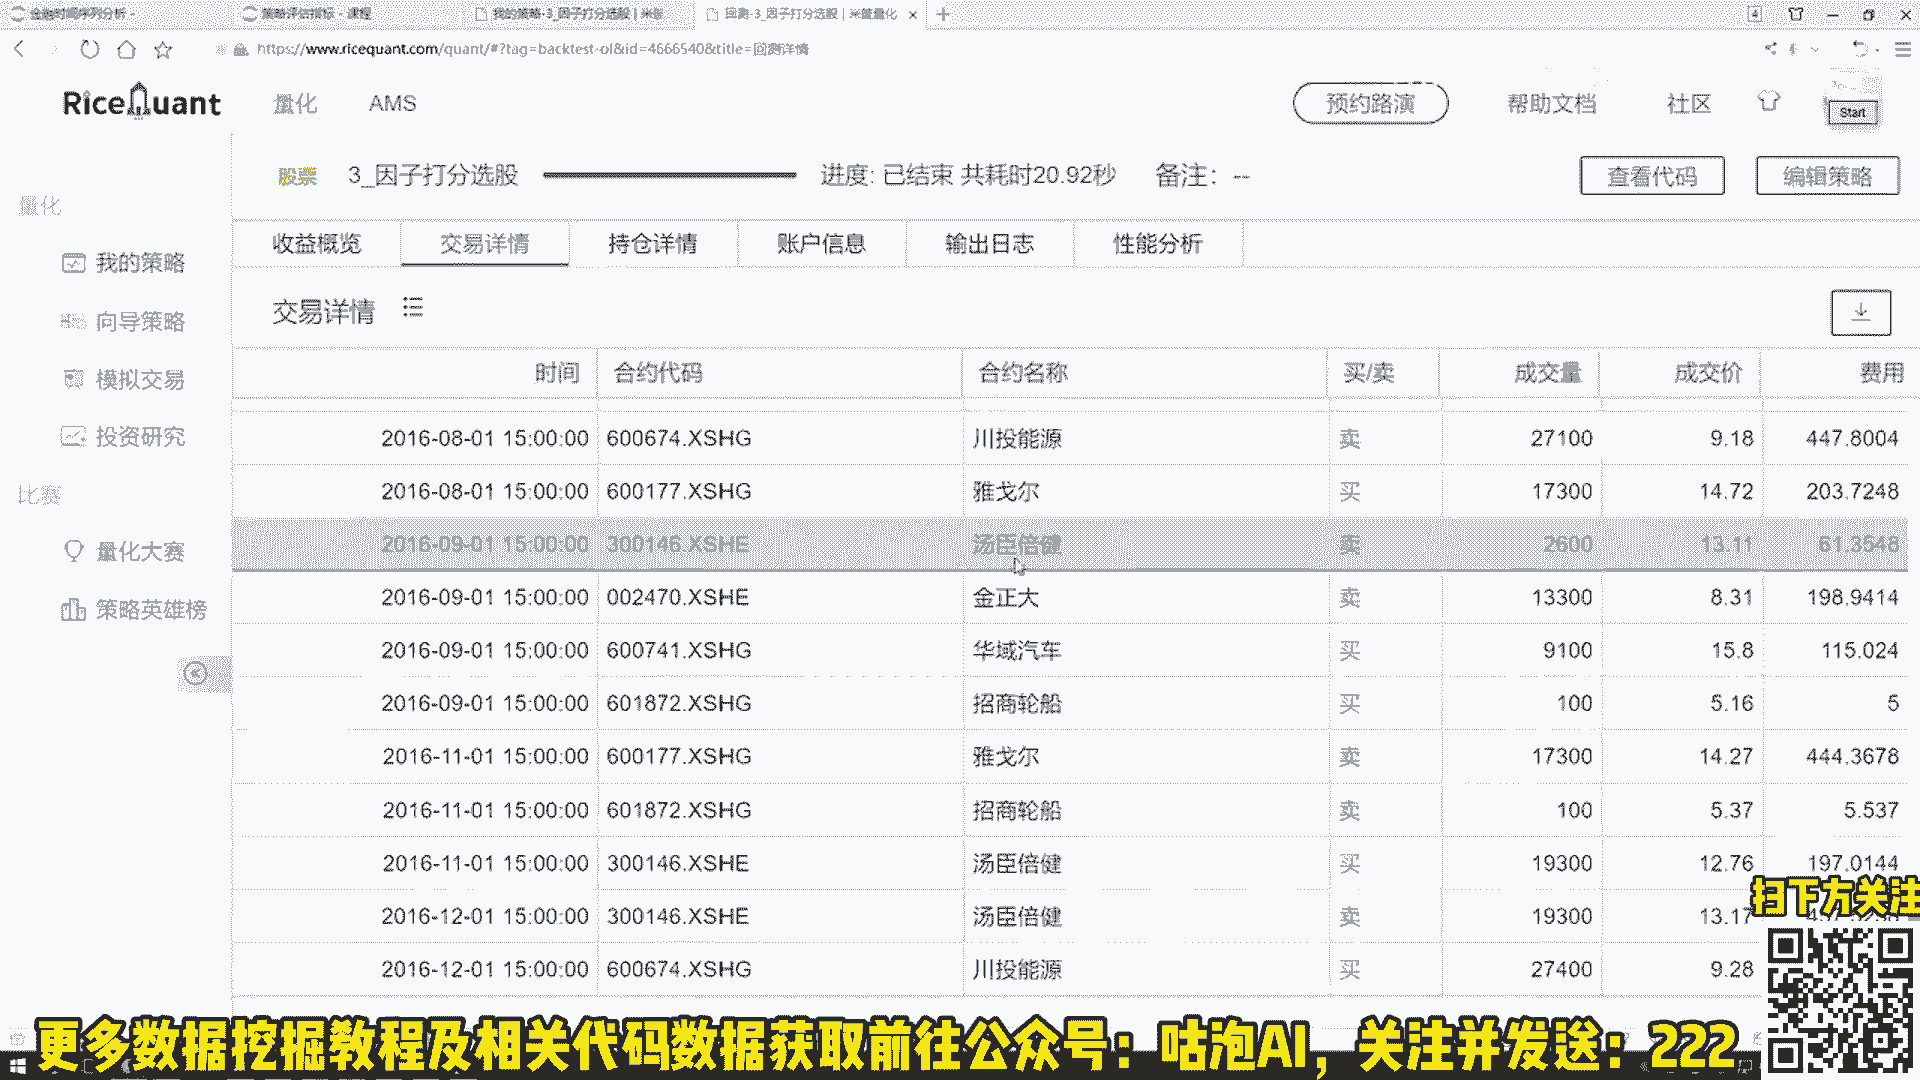 金融时间序列分析 -
策略评估指标 - 课程
我的策略-3_因子打分选股 | 米筐
回测-3_因子打分选股 | 米筐量化
4
https://www.ricequant.com/quant/#?tag=backtest-ol&id=4666540&title=回测详情
RiceQuant
量化
AMS
预约路演
帮助文档
社区
Start
股票
3_因子打分选股
进度: 已结束 共耗时20.92秒
备注: --
查看代码
编辑策略
量化
我的策略
向导策略
模拟交易
投资研究
比赛
量化大赛
策略英雄榜
收益概览 交易详情 持仓详情 账户信息 输出日志 性能分析
交易详情
时间 合约代码 合约名称 买/卖 成交量 成交价 费用
2016-08-01 15:00:00 600674.XSHG 川投能源 卖 27100 9.18 447.8004
2016-08-01 15:00:00 600177.XSHG 雅戈尔 买 17300 14.72 203.7248
2016-09-01 15:00:00 300146.XSHE 汤臣倍健 卖 2600 13.11 61.3548
2016-09-01 15:00:00 002470.XSHE 金正大 卖 13300 8.31 198.9414
2016-09-01 15:00:00 600741.XSHG 华域汽车 买 9100 15.8 115.024
2016-09-01 15:00:00 601872.XSHG 招商轮船 买 100 5.16 5
2016-11-01 15:00:00 600177.XSHG 雅戈尔 卖 17300 14.27 444.3678
2016-11-01 15:00:00 601872.XSHG 招商轮船 卖 100 5.37 5.537
2016-11-01 15:00:00 300146.XSHE 汤臣倍健 买 19300 12.76 197.0144
2016-12-01 15:00:00 300146.XSHE 汤臣倍健 卖 19300 13.17
2016-12-01 15:00:00 600674.XSHG 川投能源 买 27400 9.28
扫下方关注
更多数据挖掘教程及相关代码数据获取前往公众号：咕泡AI，关注并发送：222